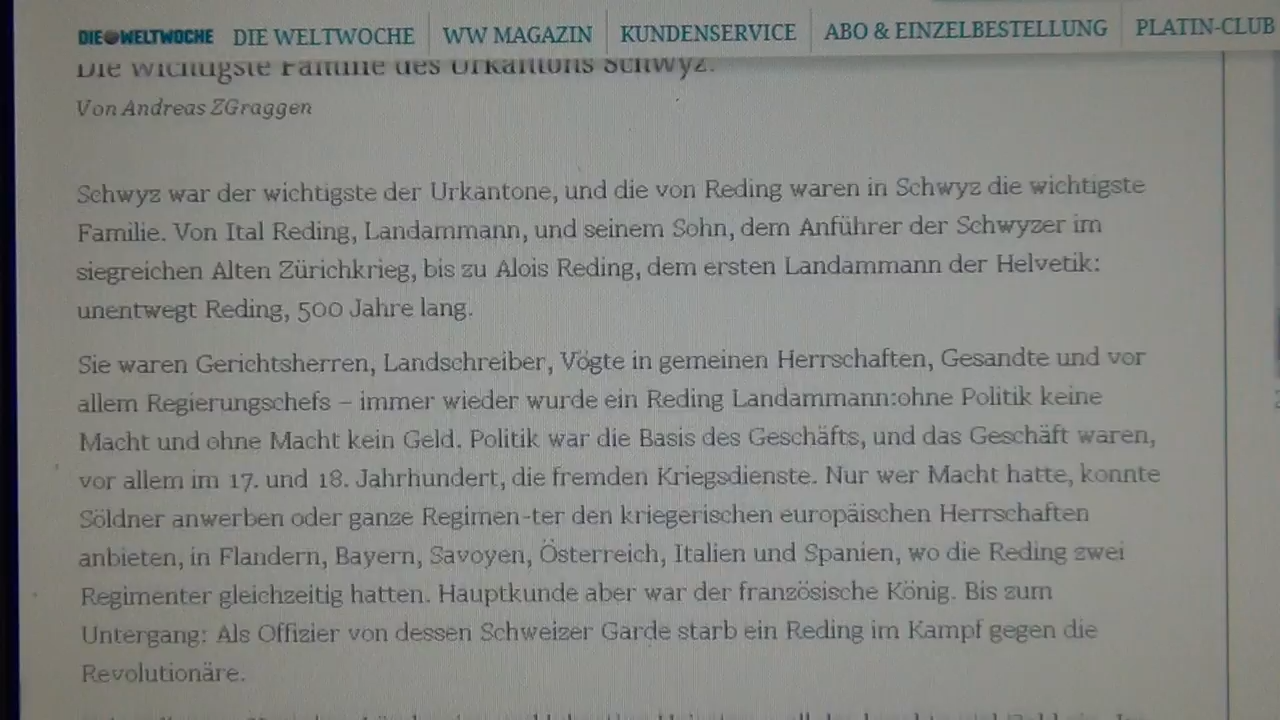 DIE WELTWOCHE DIE WELTWOCHE WW MAGAZIN KUNDENSERVICE ABO & EINZELBESTELLUNG PLATIN-CLUB
Die wichtigste Familie des Urkantons Schwyz.
Von Andreas ZGraggen
Schwyz war der wichtigste der Urkantone, und die von Reding waren in Schwyz die wichtigste
Familie. Von Ital Reding, Landammann, und seinem Sohn, dem Anführer der Schwyzer im
siegreichen Alten Zürichkrieg, bis zu Alois Reding, dem ersten Landammann der Helvetik:
unentwegt Reding, 500 Jahre lang.
Sie waren Gerichtsherren, Landschreiber, Vögte in gemeinen Herrschaften, Gesandte und vor
allem Regierungschefs – immer wieder wurde ein Reding Landammann:ohne Politik keine
Macht und ohne Macht kein Geld. Politik war die Basis des Geschäfts, und das Geschäft waren,
vor allem im 17. und 18. Jahrhundert, die fremden Kriegsdienste. Nur wer Macht hatte, konnte
Söldner anwerben oder ganze Regimen-ter den kriegerischen europäischen Herrschaften
anbieten, in Flandern, Bayern, Savoyen, Österreich, Italien und Spanien, wo die Reding zwei
Regimenter gleichzeitig hatten. Hauptkunde aber war der französische König. Bis zum
Untergang: Als Offizier von dessen Schweizer Garde starb ein Reding im Kampf gegen die
Revolutionäre.